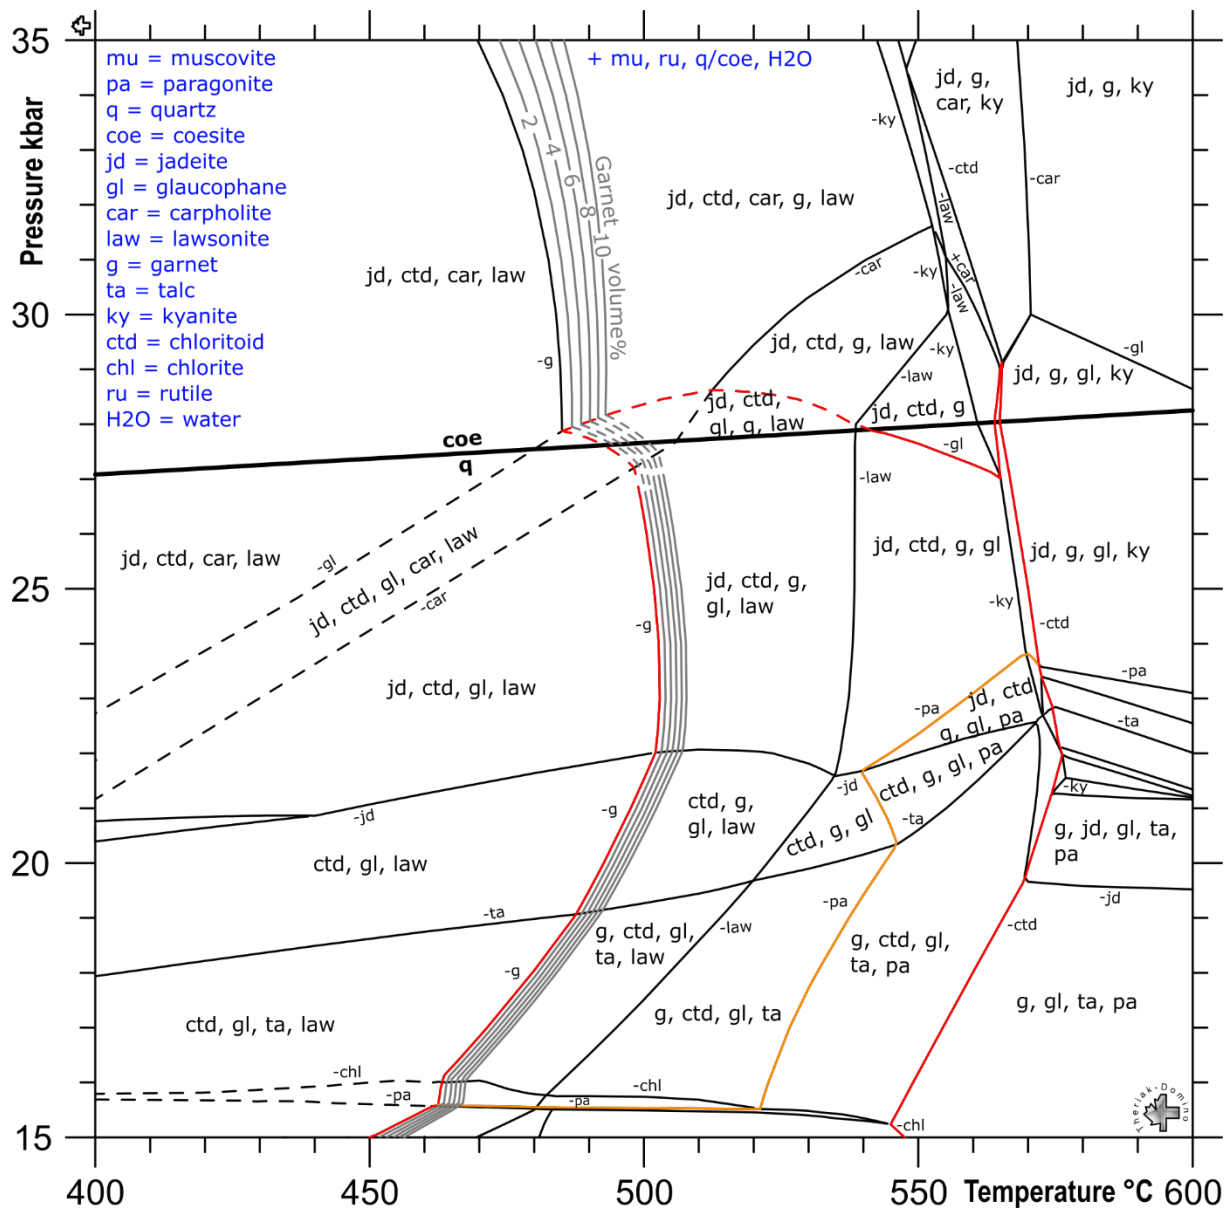 35
30
25
20
15
Pressure kbar
400
450
500
550
600
Temperature °C
mu = muscovite
pa = paragonite
q = quartz
coe = coesite
jd = jadeite
gl = glaucophane
car = carpholite
law = lawsonite
g = garnet
ta = talc
ky = kyanite
ctd = chloritoid
chl = chlorite
ru = rutile
H2O = water
+ mu, ru, q/coe, H2O
2
4
6
8
10
Garnet volume%
jd, g,
car, ky
jd, g, ky
-ky
-ctd
-car
-law
jd, ctd, car, g, law
jd, ctd, car, law
-car
-ky
+car
-law
-g
jd, ctd, g, law
-ky
-law
-gl
jd, g, gl, ky
jd, ctd,
gl, g, law
jd, ctd, g
coe
q
-gl
-law
jd, ctd, car, law
-gl
jd, ctd, gl, car, law
-car
jd, ctd, g, gl
jd, g, gl, ky
jd, ctd, g,
gl, law
-ky
-g
-ctd
jd, ctd, gl, law
-pa
-pa
jd, ctd
g, gl, pa
-ta
-jd
-g
ctd, g,
gl, law
-jd
ctd, g, gl, pa
-ky
ctd, g, gl
-ta
g, jd, gl, ta,
pa
ctd, gl, law
-jd
-ta
-pa
-law
g, ctd, gl,
ta, law
-ctd
g, ctd, gl,
ta, pa
-g
g, gl, ta, pa
ctd, gl, ta, law
g, ctd, gl, ta
-chl
-chl
-pa
-pa
-chl
Theriak-Domino